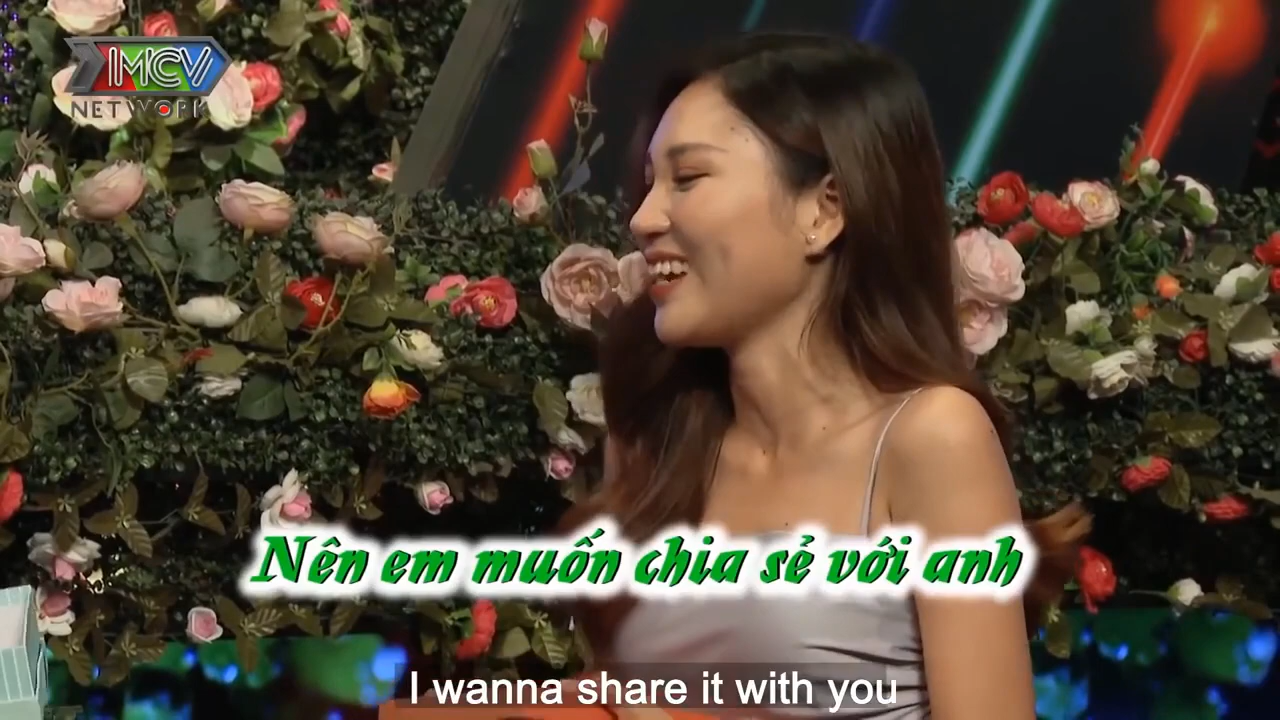 MCV
NETWORK
Nên em muốn chia sẻ với anh
I wanna share it with you